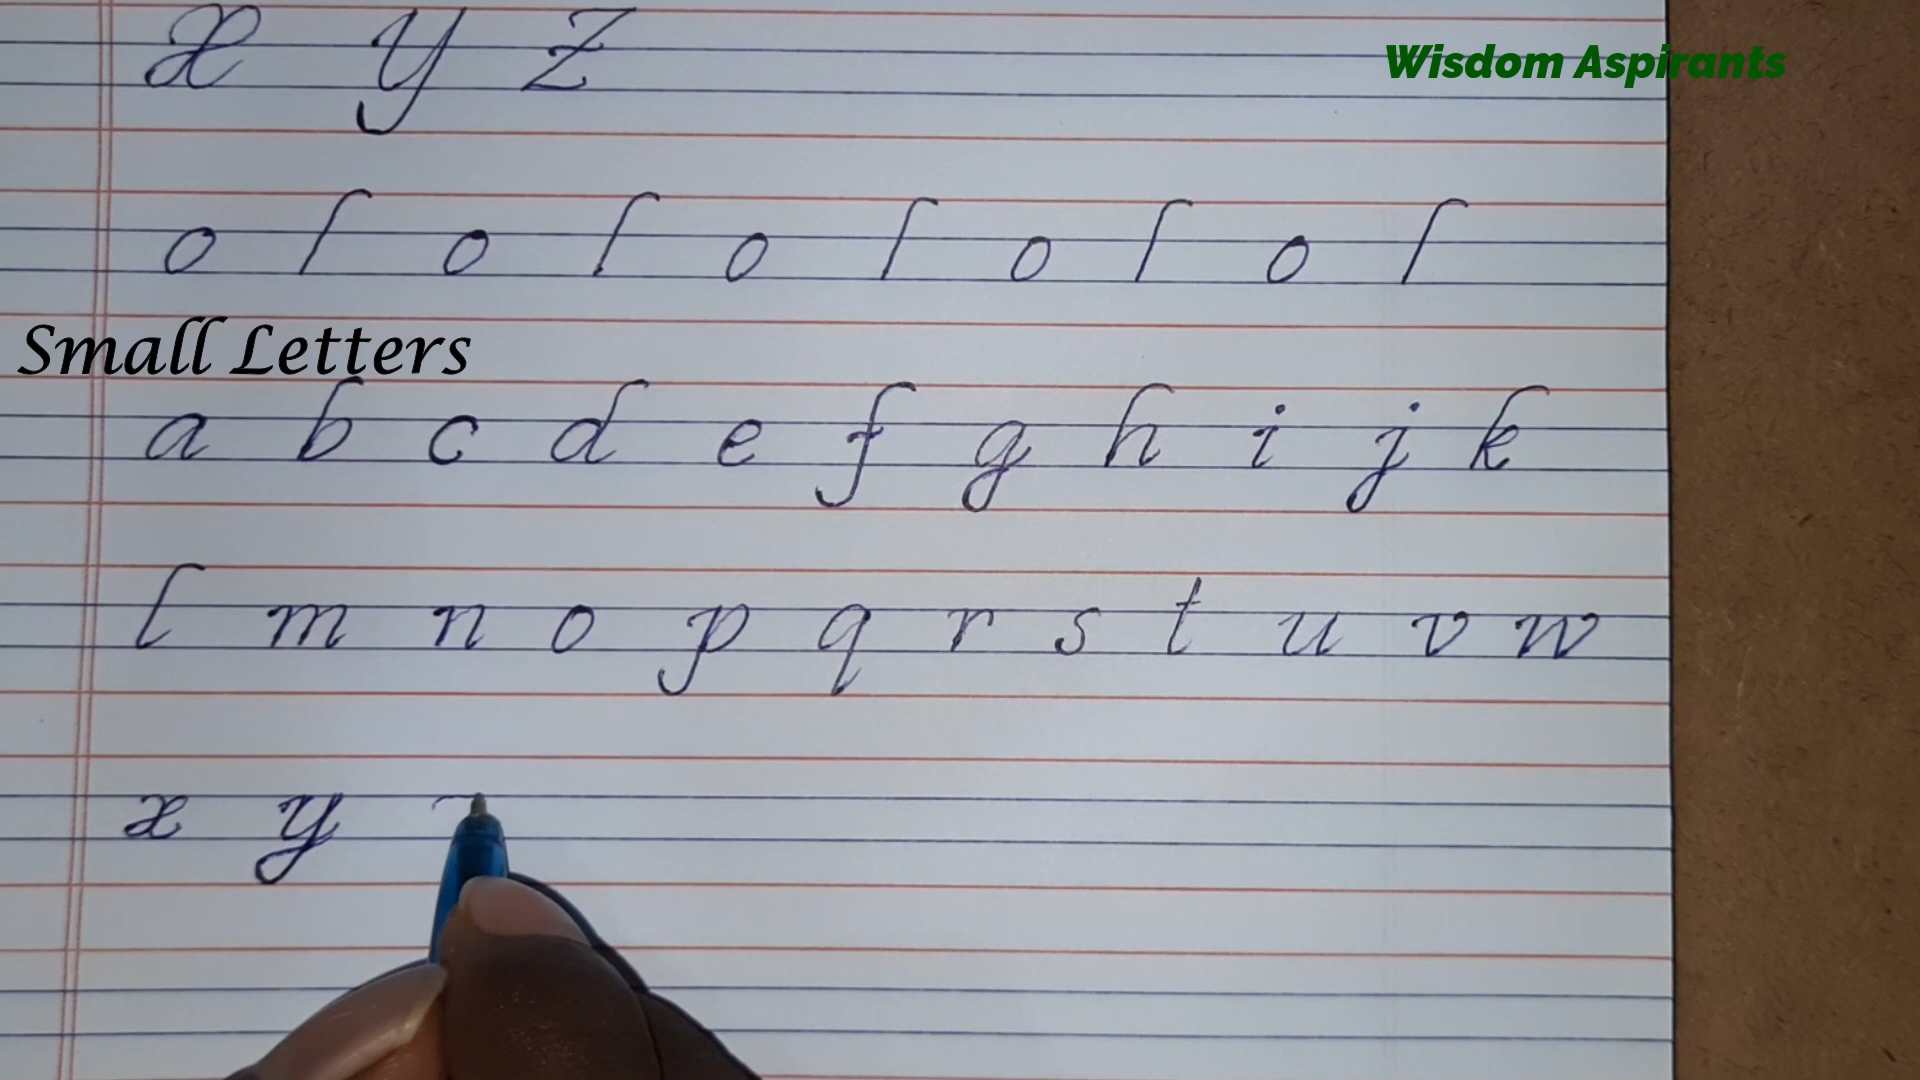 X Y Z
Wisdom Aspirants
o l o l o l o l o l
Small Letters
a b c d e f g h i j k
l m n o p q r s t u v w
x y